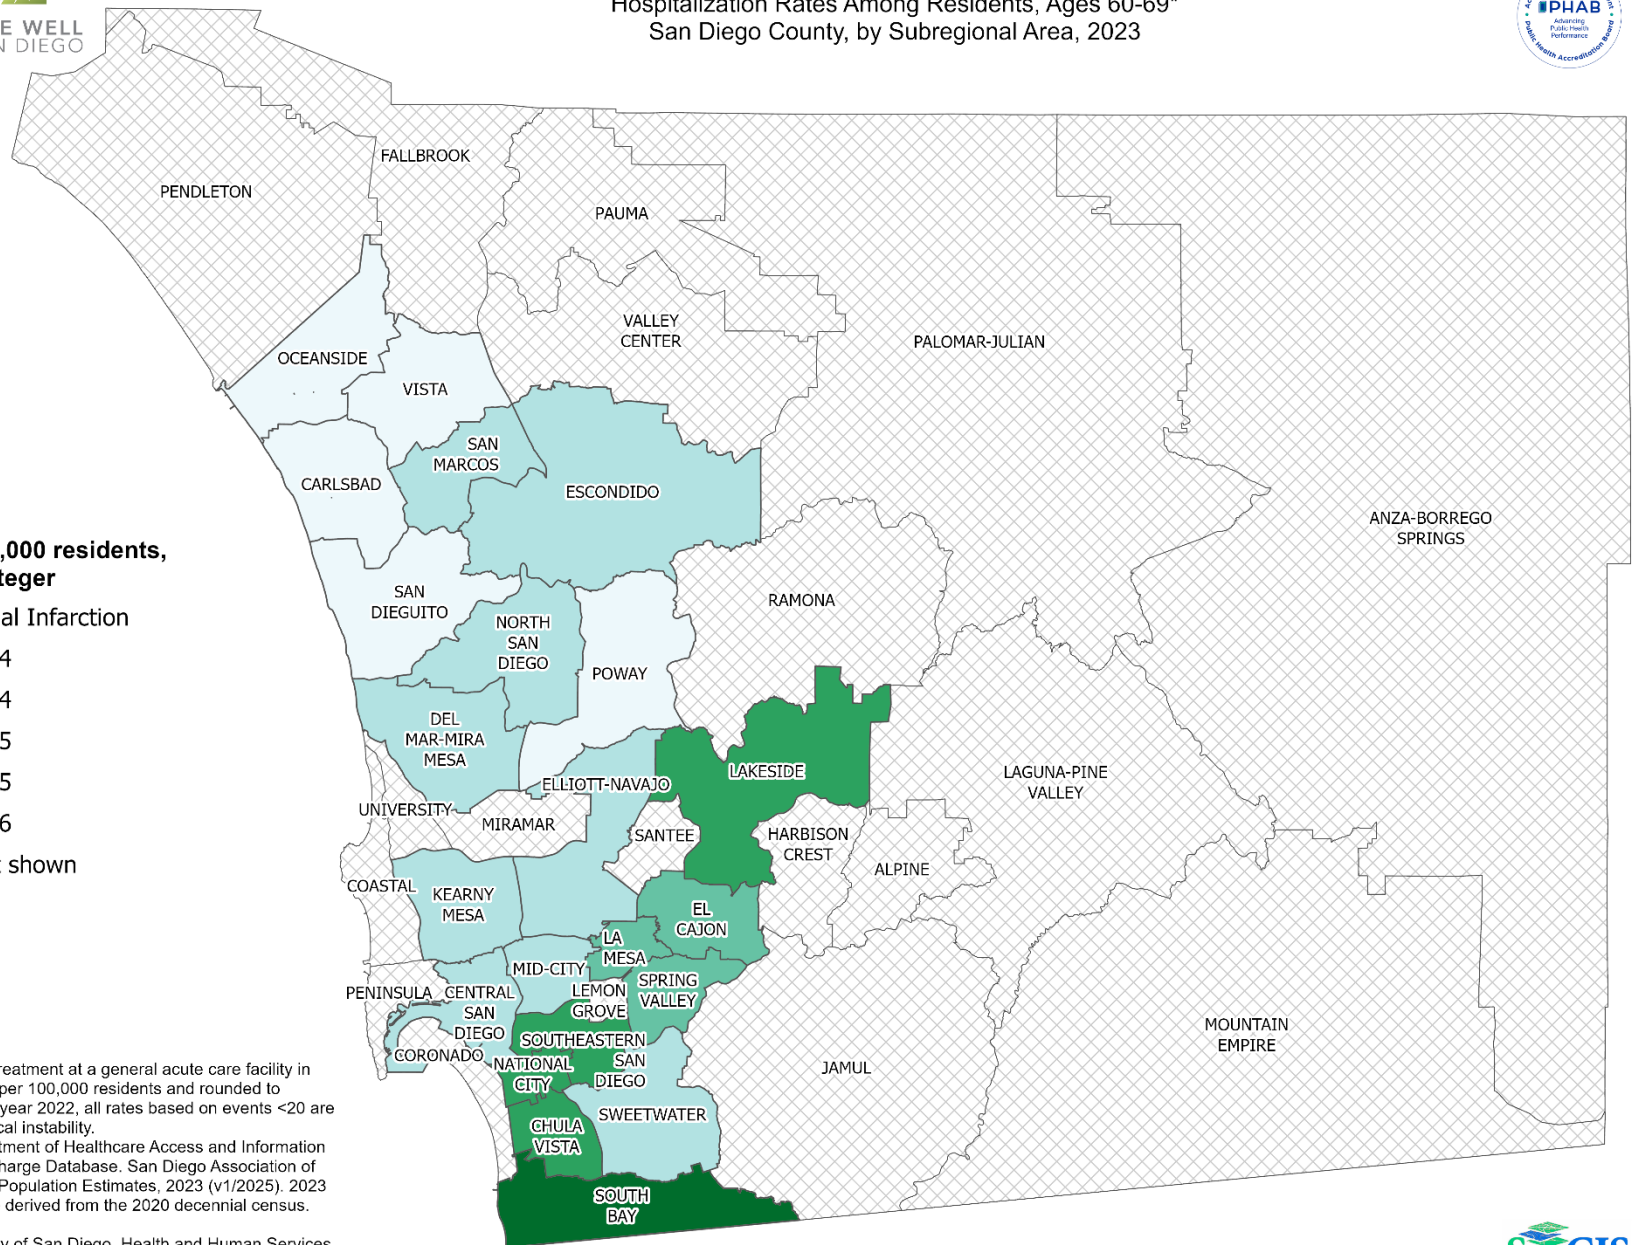 E WELL
N DIEGO
Hospitalization Rates Among Residents, Ages 60-69*
San Diego County, by Subregional Area, 2023
PHAB
Advancing
Public Health
Performance
Public Health Accreditation Board
FALLBROOK
PENDLETON
PAUMA
VALLEY
CENTER
PALOMAR-JULIAN
OCEANSIDE
VISTA
SAN
MARCOS
CARLSBAD
ESCONDIDO
ANZA-BORREGO
SPRINGS
,000 residents,
teger
al Infarction
4
4
5
5
6
t shown
SAN
DIEGUITO
RAMONA
NORTH
SAN
DIEGO
POWAY
DEL
MAR-MIRA
MESA
ELLIOTT-NAVAJO
LAKESIDE
LAGUNA-PINE
VALLEY
UNIVERSITY
MIRAMAR
SANTEE
HARBISON
CREST
ALPINE
COASTAL
KEARNY
MESA
EL
CAJON
LA
MESA
MID-CITY
SPRING
VALLEY
LEMON
GROVE
PENINSULA
CENTRAL
SAN
DIEGO
SOUTHEASTERN
SAN
DIEGO
CORONADO
NATIONAL
CITY
MOUNTAIN
EMPIRE
JAMUL
SWEETWATER
CHULA
VISTA
SOUTH
BAY
reatment at a general acute care facility in
per 100,000 residents and rounded to
year 2022, all rates based on events <20 are
cal instability.
tment of Healthcare Access and Information
harge Database. San Diego Association of
Population Estimates, 2023 (v1/2025). 2023
derived from the 2020 decennial census.
y of San Diego, Health and Human Services